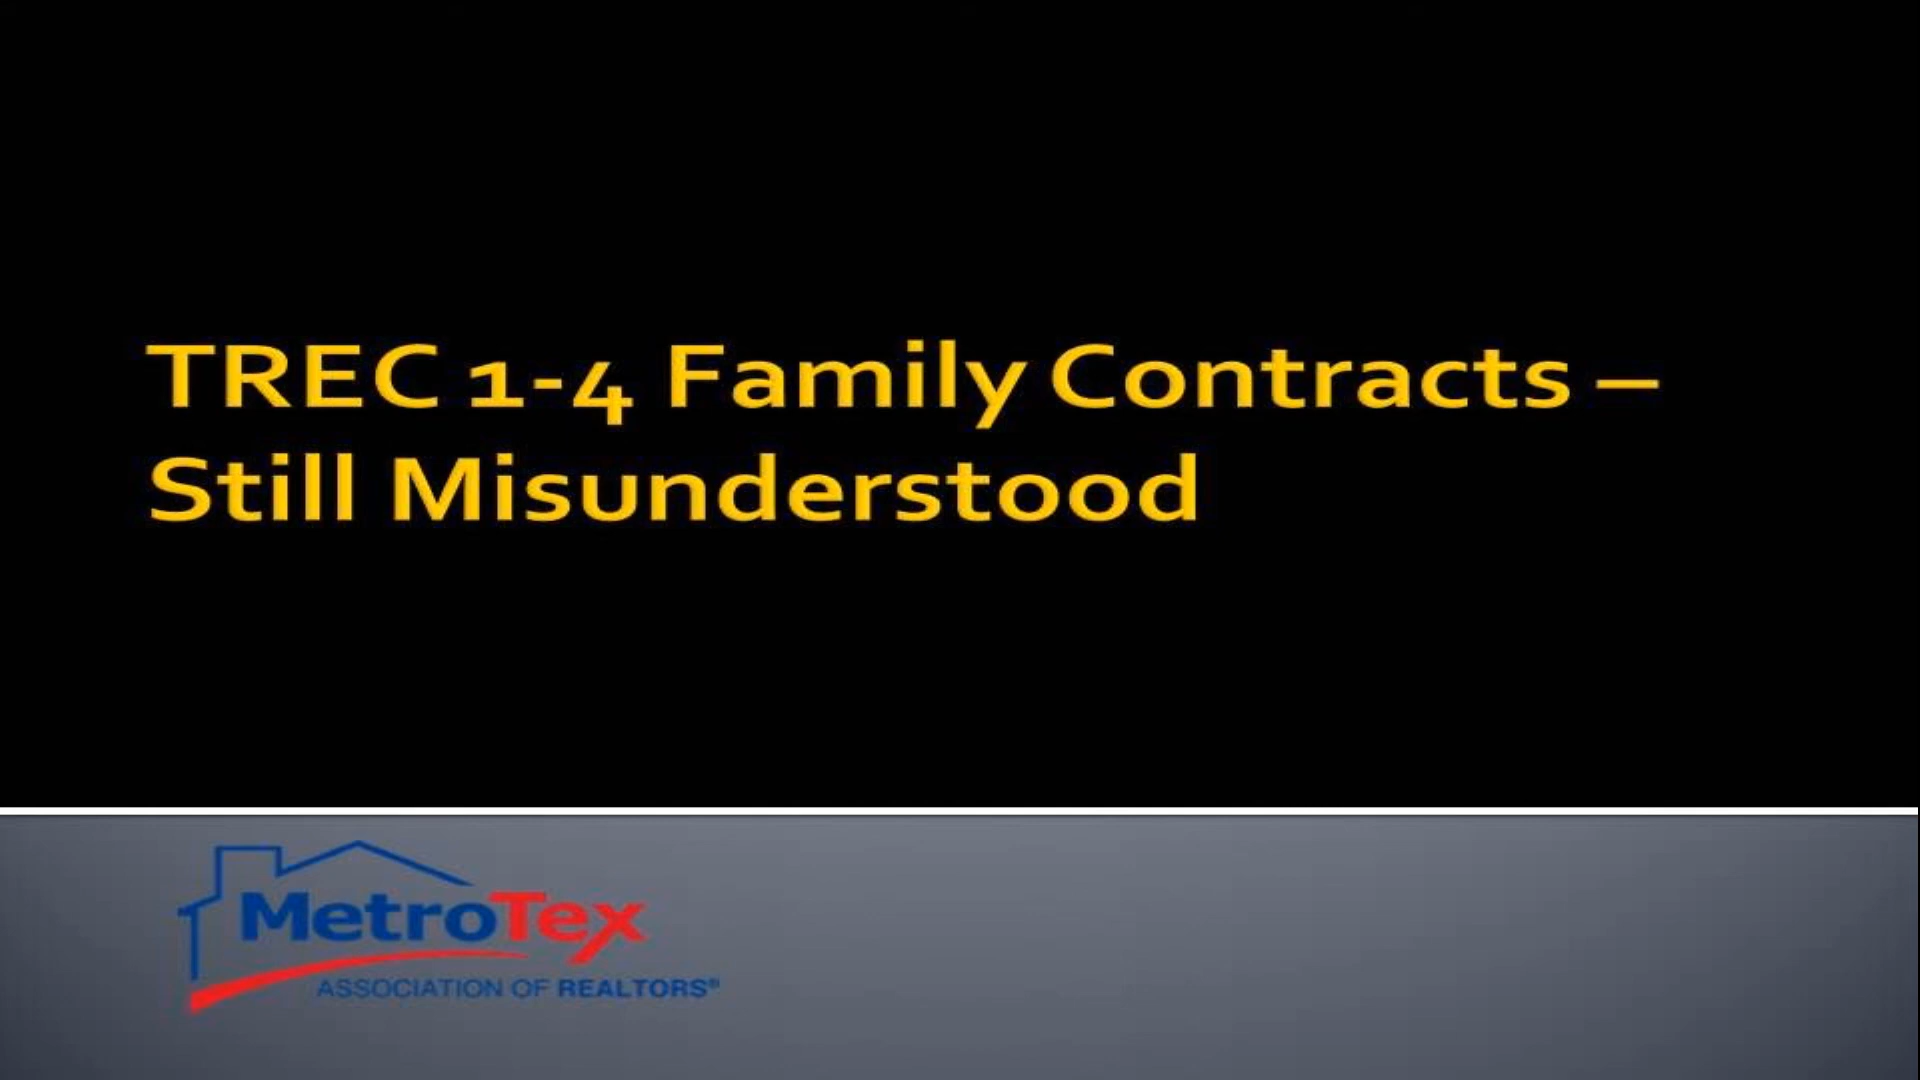 TREC 1-4 Family Contracts –
Still Misunderstood
MetroTex
ASSOCIATION OF REALTORS®